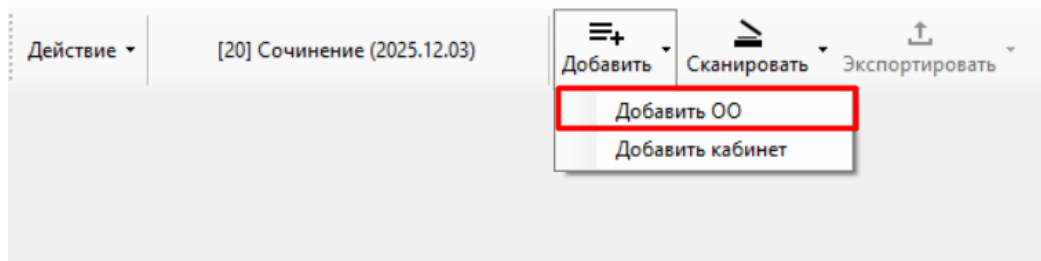 Действие
[20] Сочинение (2025.12.03)
Добавить
Сканировать
Экспортировать
Добавить ОО
Добавить кабинет